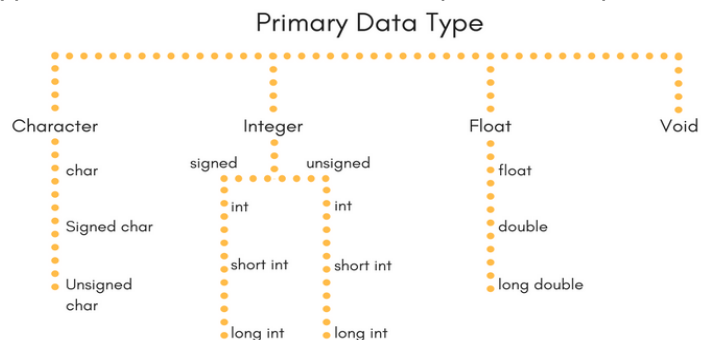 Primary Data Type
Character
Integer
Float
Void
char
Signed char
Unsigned
char
signed
unsigned
int
short int
long int
int
short int
long int
float
double
long double